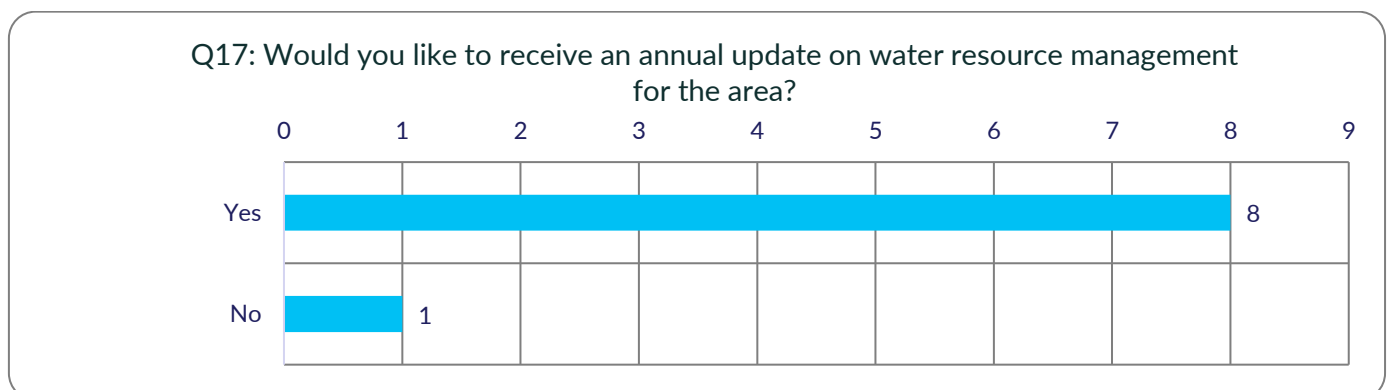 Q17: Would you like to receive an annual update on water resource management
for the area?
0 1 2 3 4 5 6 7 8 9
Yes 8
No 1